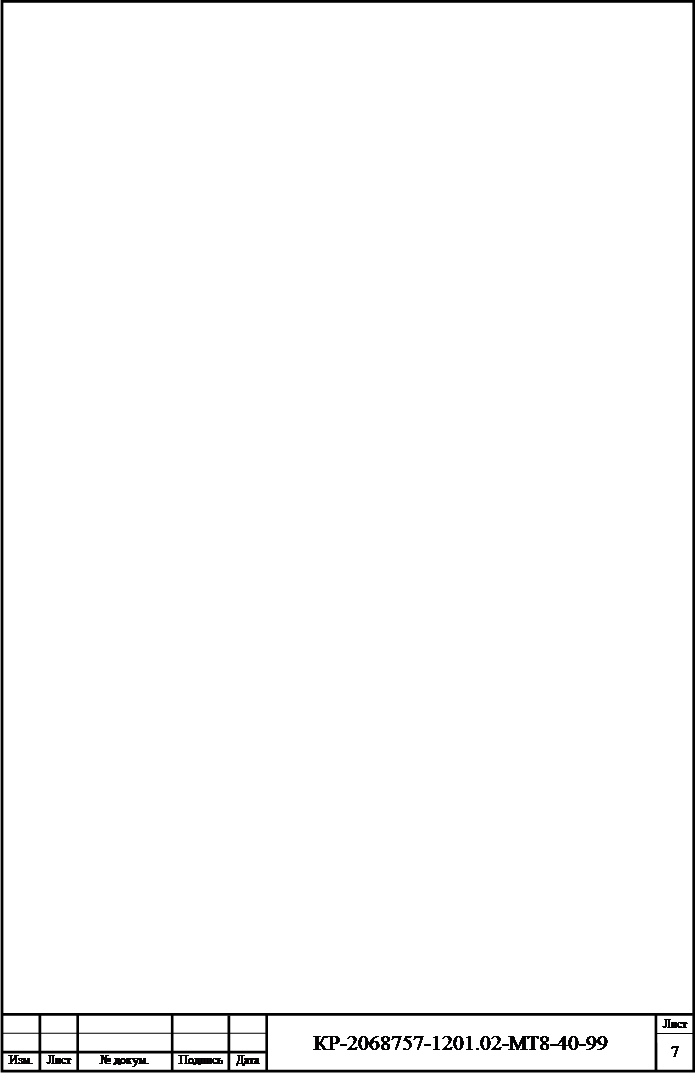 Лист
КР-2068757-1201.02-МТ8-40-99
7
Изм. Лист № докум. Подпись Дата